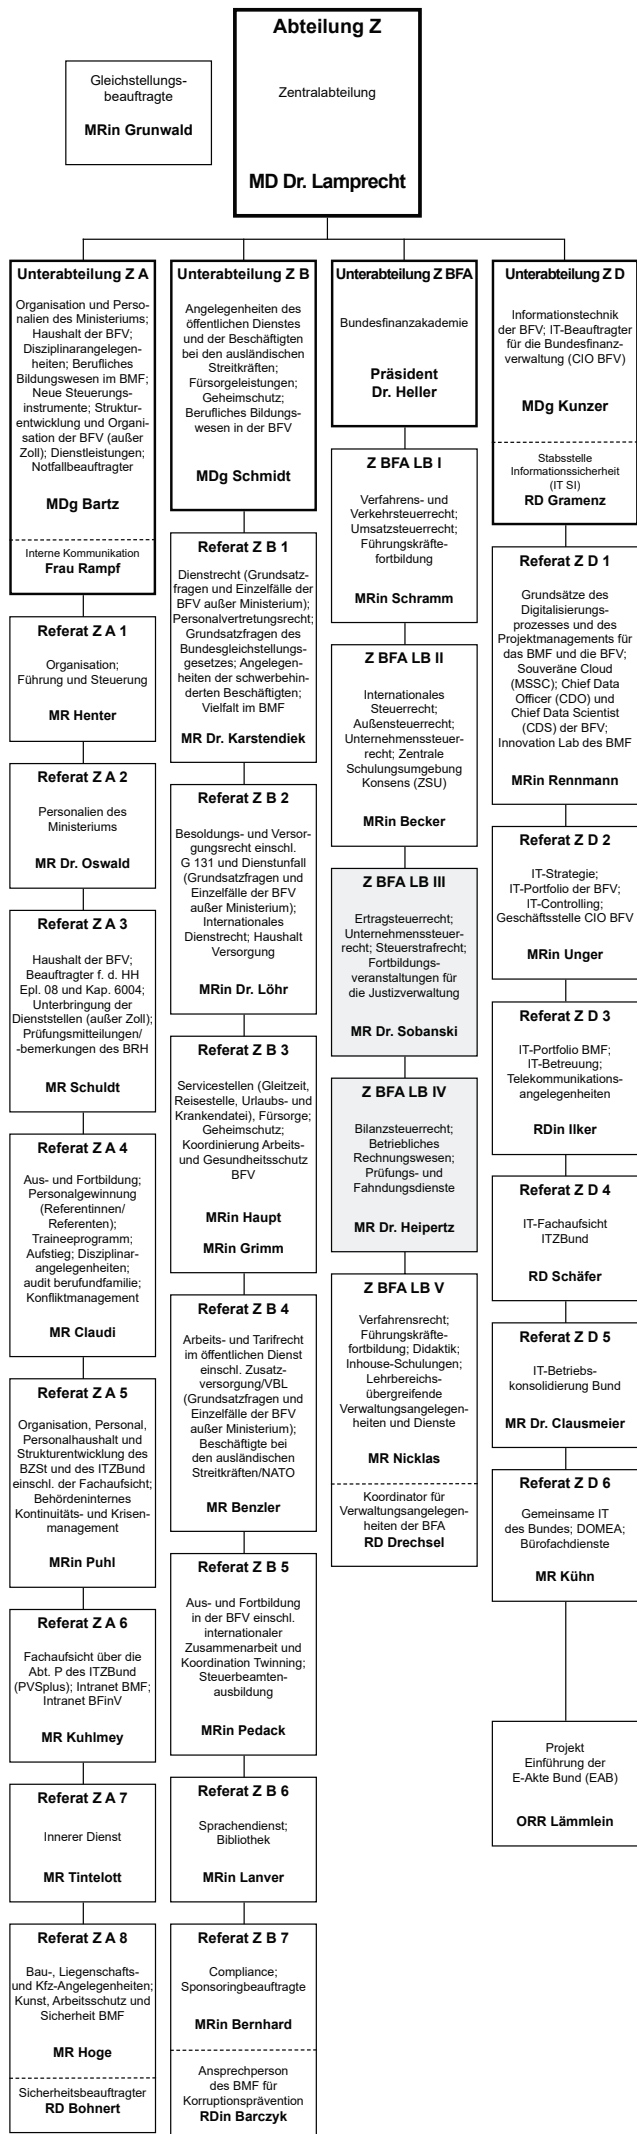 Abteilung Z
Zentralabteilung
MD Dr. Lamprecht
Gleichstellungs-
beauftragte
MRin Grunwald
Unterabteilung Z A
Organisation und Perso-
nalien des Ministeriums;
Haushalt der BFV;
Disziplinarangelegen-
heiten; Berufliches
Bildungswesen im BMF;
Neue Steuerungs-
instrumente; Struktur-
entwicklung und Organi-
sation der BFV (außer
Zoll); Dienstleistungen;
Notfallbeauftragter
MDg Bartz
Interne Kommunikation
Frau Rampf
Referat Z A 1
Organisation;
Führung und Steuerung
MR Henter
Referat Z A 2
Personalien des
Ministeriums
MR Dr. Oswald
Referat Z A 3
Haushalt der BFV;
Beauftragter f. d. HH
Epl. 08 und Kap. 6004;
Unterbringung der
Dienststellen (außer Zoll);
Prüfungsmitteilungen/
-bemerkungen des BRH
MR Schuldt
Referat Z A 4
Aus- und Fortbildung;
Personalgewinnung
(Referentinnen/
Referenten);
Traineeprogramm;
Aufstieg; Disziplinar-
angelegenheiten;
audit berufundfamilie;
Konfliktmanagement
MR Claudi
Referat Z A 5
Organisation, Personal,
Personalhaushalt und
Strukturentwicklung des
BZSt und des ITZBund
einschl. der Fachaufsicht;
Behördeninternes
Kontinuitäts- und Krisen-
management
MRin Puhl
Referat Z A 6
Fachaufsicht über die
Abt. P des ITZBund
(PVSplus); Intranet BMF;
Intranet BFinV
MR Kuhlmey
Referat Z A 7
Innerer Dienst
MR Tintelott
Referat Z A 8
Bau-, Liegenschafts-
und Kfz-Angelegenheiten;
Kunst, Arbeitsschutz und
Sicherheit BMF
MR Hoge
Sicherheitsbeauftragter
RD Bohnert
Unterabteilung Z B
Angelegenheiten des
öffentlichen Dienstes
und der Beschäftigten
bei den ausländischen
Streitkräften;
Fürsorgeleistungen;
Geheimschutz;
Berufliches Bildungs-
wesen in der BFV
MDg Schmidt
Referat Z B 1
Dienstrecht (Grundsatz-
fragen und Einzelfälle der
BFV außer Ministerium);
Personalvertretungsrecht;
Grundsatzfragen des
Bundesgleichstellungs-
gesetzes; Angelegen-
heiten der schwerbehin-
derten Beschäftigten;
Vielfalt im BMF
MR Dr. Karstendiek
Referat Z B 2
Besoldungs- und Versor-
gungsrecht einschl.
G 131 und Dienstunfall
(Grundsatzfragen und
Einzelfälle der BFV
außer Ministerium);
Internationales
Dienstrecht; Haushalt
Versorgung
MRin Dr. Löhr
Referat Z B 3
Servicestellen (Gleitzeit,
Reisestelle, Urlaubs- und
Krankendatei), Fürsorge;
Geheimschutz;
Koordinierung Arbeits-
und Gesundheitsschutz
BFV
MRin Haupt
MRin Grimm
Referat Z B 4
Arbeits- und Tarifrecht
im öffentlichen Dienst
einschl. Zusatz-
versorgung/VBL
(Grundsatzfragen und
Einzelfälle der BFV
außer Ministerium);
Beschäftigte bei
den ausländischen
Streitkräften/NATO
MR Benzler
Referat Z B 5
Aus- und Fortbildung
in der BFV einschl.
internationaler
Zusammenarbeit und
Koordination Twinning;
Steuerbeamten-
ausbildung
MRin Pedack
Referat Z B 6
Sprachendienst;
Bibliothek
MRin Lanver
Referat Z B 7
Compliance;
Sponsoringbeauftragte
MRin Bernhard
Ansprechperson
des BMF für
Korruptionsprävention
RDin Barczyk
Unterabteilung Z BFA
Bundesfinanzakademie
Präsident
Dr. Heller
Z BFA LB I
Verfahrens- und
Verkehrsteuerrecht;
Umsatzsteuerrecht;
Führungskräfte-
fortbildung
MRin Schramm
Z BFA LB II
Internationales
Steuerrecht;
Außensteuerrecht;
Unternehmenssteuer-
recht; Zentrale
Schulungsumgebung
Konsens (ZSU)
MRin Becker
Z BFA LB III
Ertragsteuerrecht;
Unternehmenssteuer-
recht; Steuerstrafrecht;
Fortbildungs-
veranstaltungen für
die Justizverwaltung
MR Dr. Sobanski
Z BFA LB IV
Bilanzsteuerrecht;
Betriebliches
Rechnungswesen;
Prüfungs- und
Fahndungsdienste
MR Dr. Heipertz
Z BFA LB V
Verfahrensrecht;
Führungskräfte-
fortbildung; Didaktik;
Inhouse-Schulungen;
Lehrbereichs-
übergreifende
Verwaltungsangelegen-
heiten und Dienste
MR Nicklas
Koordinator für
Verwaltungsangelegen-
heiten der BFA
RD Drechsel
Unterabteilung Z D
Informationstechnik
der BFV; IT-Beauftragter
für die Bundesfinanz-
verwaltung (CIO BFV)
MDg Kunzer
Stabsstelle
Informationssicherheit
(IT SI)
RD Gramenz
Referat Z D 1
Grundsätze des
Digitalisierungs-
prozesses und des
Projektmanagements für
das BMF und die BFV;
Souveräne Cloud
(MSSC); Chief Data
Officer (CDO) und
Chief Data Scientist
(CDS) der BFV;
Innovation Lab des BMF
MRin Rennmann
Referat Z D 2
IT-Strategie;
IT-Portfolio der BFV;
IT-Controlling;
Geschäftsstelle CIO BFV
MRin Unger
Referat Z D 3
IT-Portfolio BMF;
IT-Betreuung;
Telekommunikations-
angelegenheiten
RDin Ilker
Referat Z D 4
IT-Fachaufsicht
ITZBund
RD Schäfer
Referat Z D 5
IT-Betriebs-
konsolidierung Bund
MR Dr. Clausmeier
Referat Z D 6
Gemeinsame IT
des Bundes; DOMEA;
Bürofachdienste
MR Kühn
Projekt
Einführung der
E-Akte Bund (EAB)
ORR Lämmlein